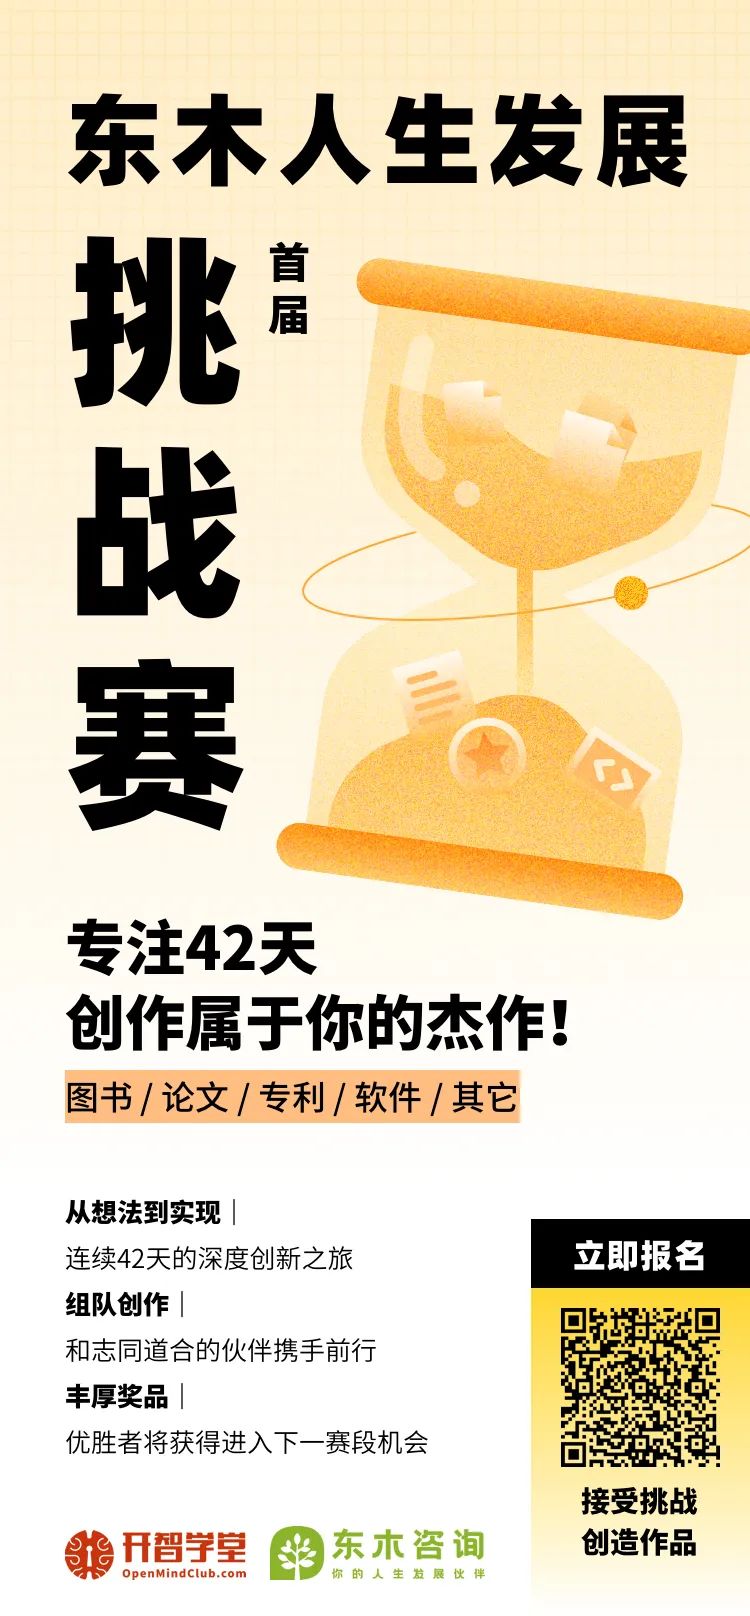 东木人生发展
首届
挑战赛
专注42天
创作属于你的杰作!
图书 / 论文 / 专利 / 软件 / 其它
从想法到实现｜
连续42天的深度创新之旅
组队创作｜
和志同道合的伙伴携手前行
丰厚奖品｜
优胜者将获得进入下一赛段机会
立即报名
接受挑战
创造作品
开智学堂
OpenMindClub.com
东木咨询
你的人生发展伙伴